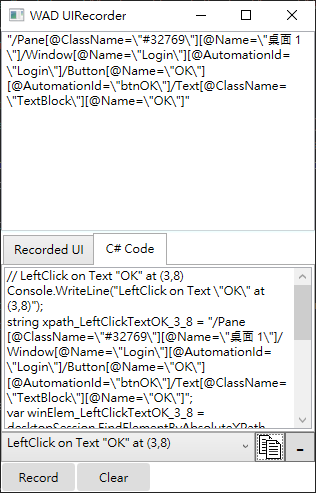 WAD UIRecorder
"/Pane[@ClassName=\"#32769\"][@Name=\"桌面 1
\"]/Window[@Name=\"Login\"][@AutomationId=
\"Login\"]/Button[@Name=\"OK\"]
[@AutomationId=\"btnOK\"]/Text[@ClassName=
\"TextBlock\"][@Name=\"OK\"]"
Recorded UI
C# Code
// LeftClick on Text "OK" at (3,8)
Console.WriteLine("LeftClick on Text \"OK\" at
(3,8)");
string xpath_LeftClickTextOK_3_8 = "/Pane
[@ClassName=\"#32769\"][@Name=\"桌面 1\"]/
Window[@Name=\"Login\"][@AutomationId=
\"Login\"]/Button[@Name=\"OK\"]
[@AutomationId=\"btnOK\"]/Text[@ClassName=
\"TextBlock\"][@Name=\"OK\"]";
var winElem_LeftClickTextOK_3_8 =
desktopSession.FindElementByAbsoluteXPath
LeftClick on Text "OK" at (3,8)
-
Record
Clear